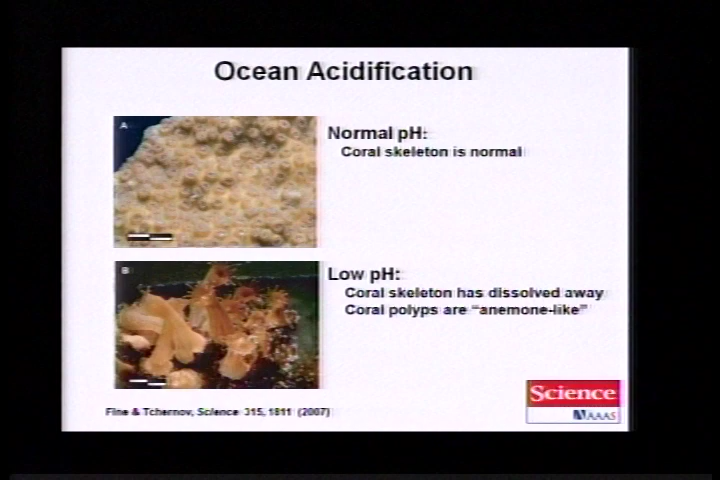 Ocean Acidification
A
Normal pH:
Coral skeleton is normal
B
Low pH:
Coral skeleton has dissolved away
Coral polyps are “anemone-like”
Fine & Tchernov, Science 315, 1811 (2007)
Science
AAAS